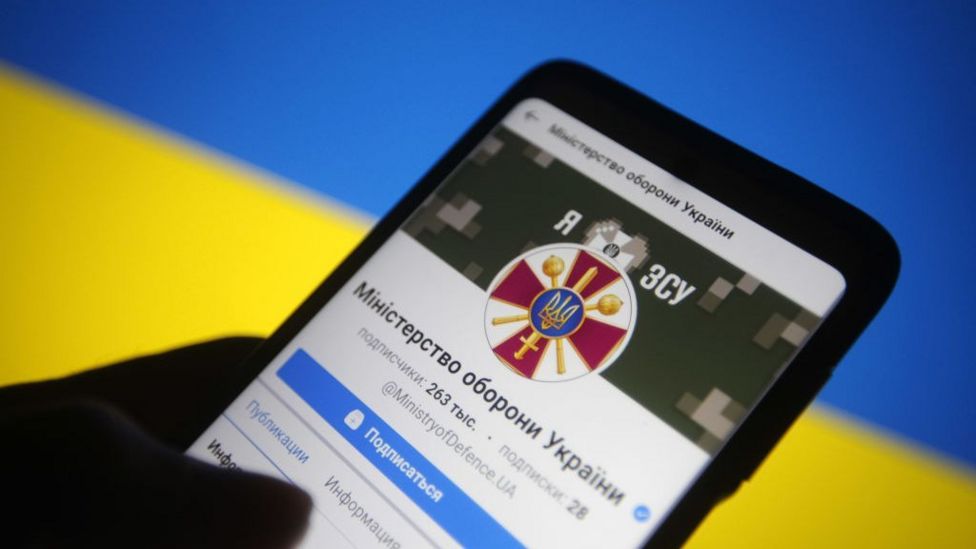 Міністерство оборони України
Я
ЗСУ
Міністерство оборони України
подписчики: 263 тыс. · подписки: 28
@MinistryofDefence.UA
Подписаться
Публикации
Информация